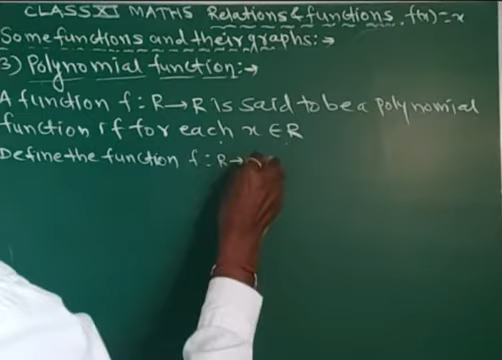 CLASS XI MATHS Relations & functions. f(x)=x
Some functions and their graphs:→
3) Polynomial function:→
A function f: R→R is said to be a polynomial
function if for each x ∈ R
Define the function f: R→